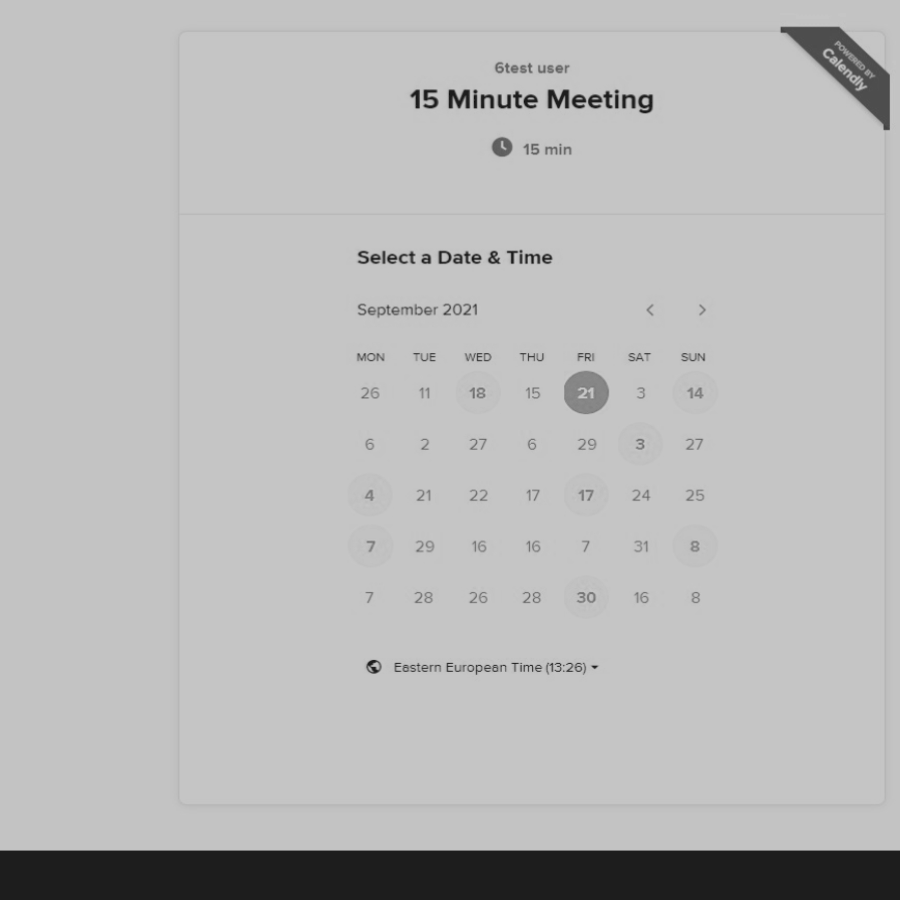 POWERED BY
Calendly
6test user
15 Minute Meeting
15 min
Select a Date & Time
September 2021
MON TUE WED THU FRI SAT SUN
26 11 18 15 21 3 14
6 2 27 6 29 3 27
4 21 22 17 17 24 25
7 29 16 16 7 31 8
7 28 26 28 30 16 8
Eastern European Time (13:26)